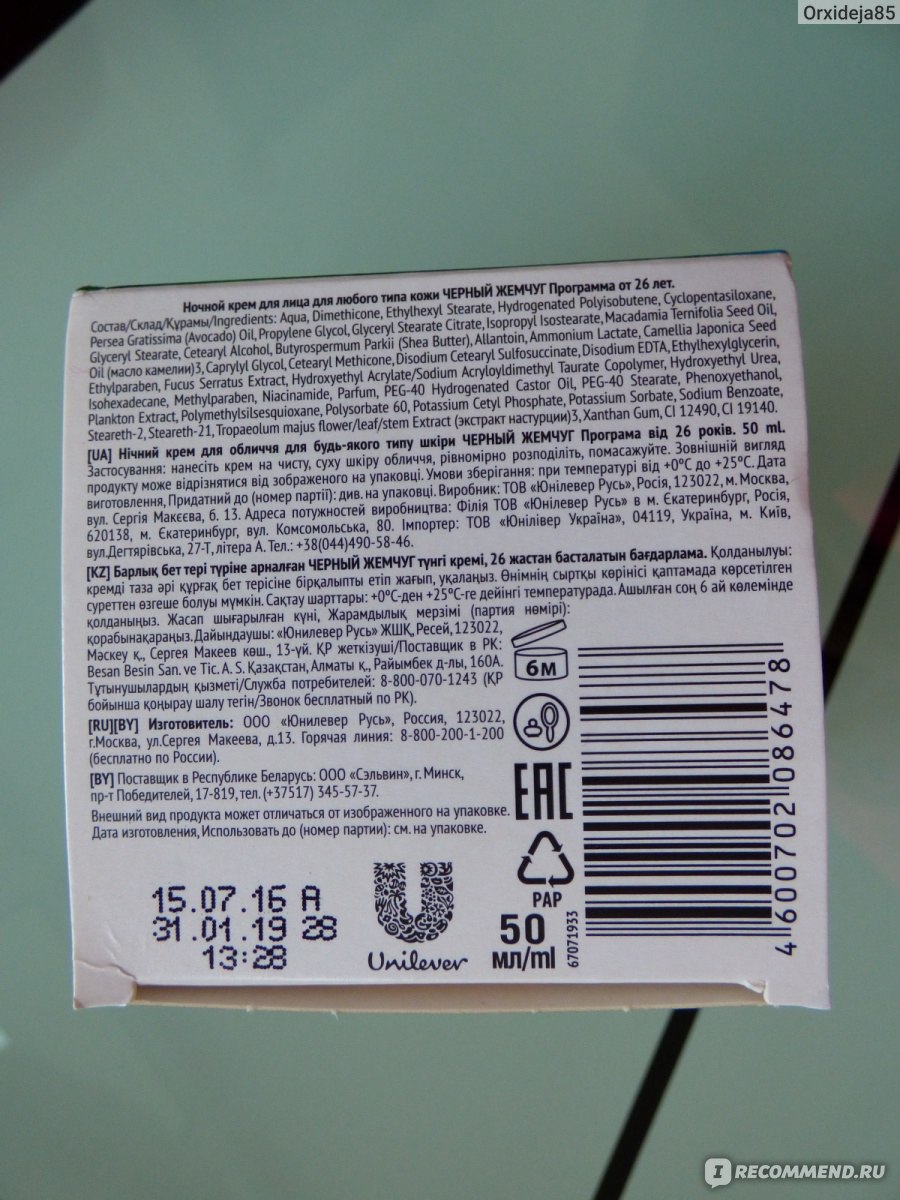 Orxideja85
Ночной крем для лица для любого типа кожи ЧЕРНЫЙ ЖЕМЧУГ Программа от 26 лет.
Состав/Склад/Құрамы/Ingredients: Aqua, Dimethicone, Ethylhexyl Stearate, Hydrogenated Polyisobutene, Cyclopentasiloxane,
Persea Gratissima (Avocado) Oil, Propylene Glycol, Glyceryl Stearate Citrate, Isopropyl Isostearate, Macadamia Ternifolia Seed Oil,
Glyceryl Stearate, Cetearyl Alcohol, Butyrospermum Parkii (Shea Butter), Allantoin, Ammonium Lactate, Camellia Japonica Seed
Oil (масло камелии)3, Caprylyl Glycol, Cetearyl Methicone, Disodium Cetearyl Sulfosuccinate, Disodium EDTA, Ethylhexylglycerin,
Ethylparaben, Fucus Serratus Extract, Hydroxyethyl Acrylate/Sodium Acryloyldimethyl Taurate Copolymer, Hydroxyethyl Urea,
Isohexadecane, Methylparaben, Niacinamide, Parfum, PEG-40 Hydrogenated Castor Oil, PEG-40 Stearate, Phenoxyethanol,
Plankton Extract, Polymethylsilsesquioxane, Polysorbate 60, Potassium Cetyl Phosphate, Potassium Sorbate, Sodium Benzoate,
Steareth-2, Steareth-21, Tropaeolum majus flower/leaf/stem Extract (экстракт настурции)3, Xanthan Gum, CI 12490, CI 19140.
[UA] Нічний крем для обличчя для будь-якого типу шкіри ЧЕРНЫЙ ЖЕМЧУГ Програма від 26 років. 50 ml.
Застосування: нанесіть крем на чисту, суху шкіру обличчя, рівномірно розподіліть, помасажуйте. Зовнішній вигляд
продукту може відрізнятися від зображеного на упаковці. Умови зберігання: при температурі від +0°С до +25°С. Дата
виготовлення, Придатний до (номер партії): див. на упаковці. Виробник: ТОВ «Юнілевер Русь», Росія, 123022, м. Москва,
вул. Сергія Макєєва, б. 13. Адреса потужностей виробництва: Філія ТОВ «Юнілевер Русь» в м. Єкатеринбург, Росія,
620138, м. Єкатеринбург, вул. Комсомольська, 80. Імпортер: ТОВ «Юнілівер Україна», 04119, Україна, м. Київ,
вул.Дегтярівська, 27-Т, літера А. Тел.: +38(044)490-58-46.
[KZ] Барлық бет тері түріне арналған ЧЕРНЫЙ ЖЕМЧУГ түнгі кремі, 26 жастан басталатын бағдарлама. Қолданылуы:
кремді таза әрі құрғақ бет терісіне бірқалыпты етіп жағып, уқалаңыз. Өнімнің сыртқы көрінісі қаптамада көрсетілген
суреттен өзгеше болуы мүмкін. Сақтау шарттары: +0°С-ден +25°С-ге дейінгі температурада. Ашылған соң 6 ай көлемінде
қолданыңыз. Жасап шығарылған күні, Жарамдылық мерзімі (партия нөмірі):
қорабынақараңыз. Дайындаушы: «Юнилевер Русь» ЖШҚ, Ресей, 123022,
Мәскеу қ., Сергея Макеев көш., 13-үй. ҚР жеткізуші/Поставщик в РК:
Besan Besin San. ve Tic. A. S. Қазақстан, Алматы қ., Райымбек д-лы, 160А.
Тұтынушылардың қызметі/Служба потребителей: 8-800-070-1243 (ҚР
бойынша қоңырау шалу тегін/Звонок бесплатный по РК).
[RU][BY] Изготовитель: ООО «Юнилевер Русь», Россия, 123022,
г.Москва, ул.Сергея Макеева, д.13. Горячая линия: 8-800-200-1-200
(бесплатно по России).
[BY] Поставщик в Республике Беларусь: ООО «Сэльвин», г. Минск,
пр-т Победителей, 17-819, тел. (+37517) 345-57-37.
Внешний вид продукта может отличаться от изображенного на упаковке.
Дата изготовления, Использовать до (номер партии): см. на упаковке.
6м
EAC
PAP
50
мл/ml
67071933
4 600702 086478
15.07.16 А
31.01.19 28
13:28
Unilever
IRECOMMEND.RU